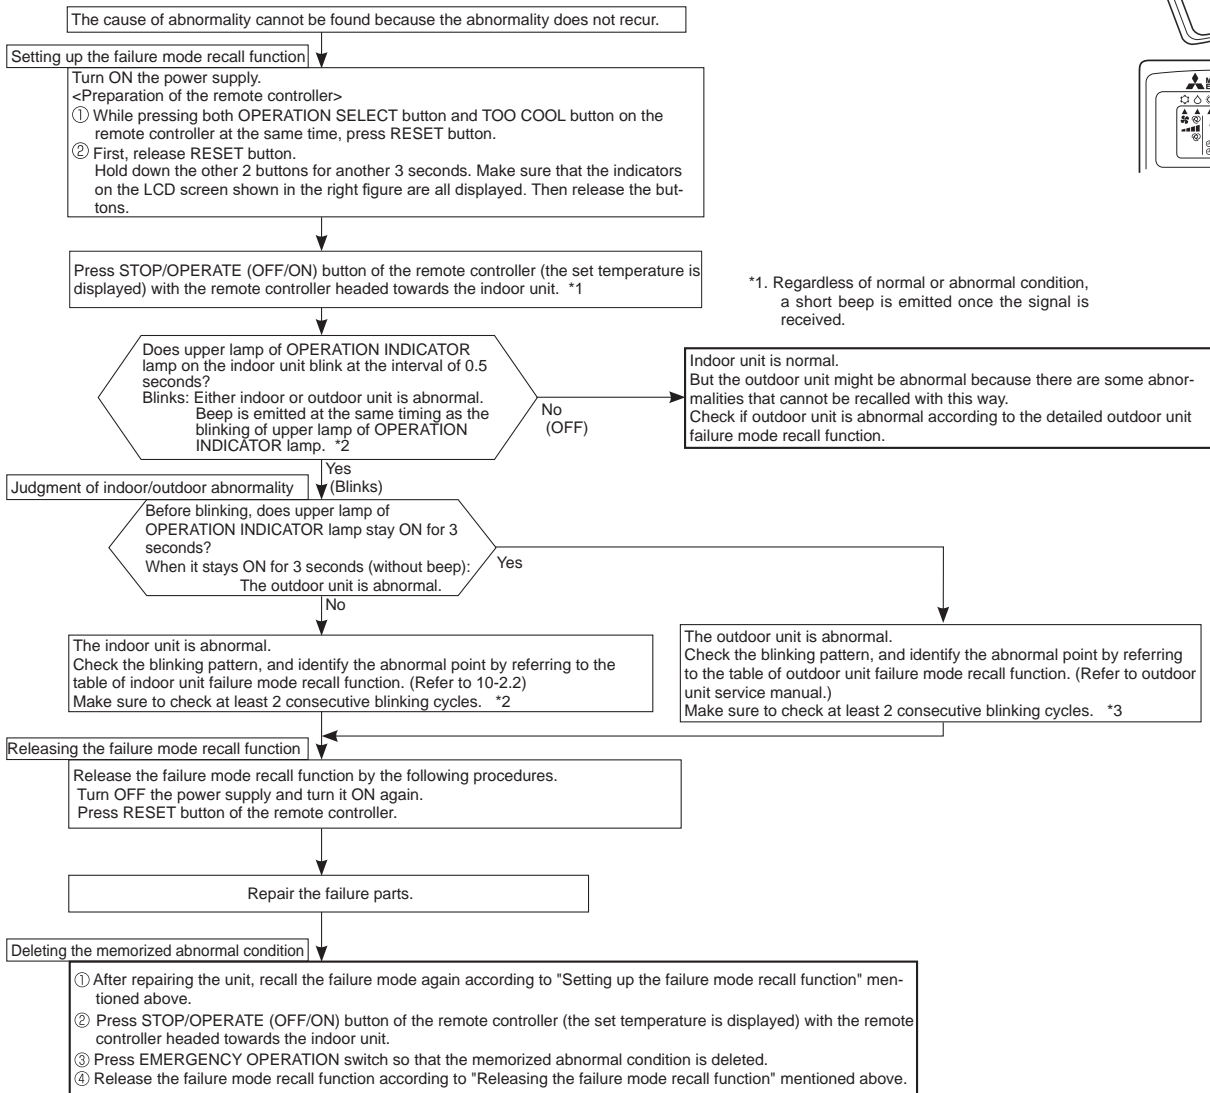 The cause of abnormality cannot be found because the abnormality does not recur.
Setting up the failure mode recall function
Turn ON the power supply.
<Preparation of the remote controller>
① While pressing both OPERATION SELECT button and TOO COOL button on the
remote controller at the same time, press RESET button.
② First, release RESET button.
Hold down the other 2 buttons for another 3 seconds. Make sure that the indicators
on the LCD screen shown in the right figure are all displayed. Then release the but-
tons.
Press STOP/OPERATE (OFF/ON) button of the remote controller (the set temperature is
displayed) with the remote controller headed towards the indoor unit. *1
*1. Regardless of normal or abnormal condition,
a short beep is emitted once the signal is
received.
Does upper lamp of OPERATION INDICATOR
lamp on the indoor unit blink at the interval of 0.5
seconds?
Blinks: Either indoor or outdoor unit is abnormal.
Beep is emitted at the same timing as the
blinking of upper lamp of OPERATION
INDICATOR lamp. *2
No
(OFF)
Indoor unit is normal.
But the outdoor unit might be abnormal because there are some abnor-
malities that cannot be recalled with this way.
Check if outdoor unit is abnormal according to the detailed outdoor unit
failure mode recall function.
Yes
(Blinks)
Judgment of indoor/outdoor abnormality
Before blinking, does upper lamp of
OPERATION INDICATOR lamp stay ON for 3
seconds?
When it stays ON for 3 seconds (without beep):
The outdoor unit is abnormal.
Yes
No
The indoor unit is abnormal.
Check the blinking pattern, and identify the abnormal point by referring to the
table of indoor unit failure mode recall function. (Refer to 10-2.2)
Make sure to check at least 2 consecutive blinking cycles. *2
The outdoor unit is abnormal.
Check the blinking pattern, and identify the abnormal point by referring
to the table of outdoor unit failure mode recall function. (Refer to outdoor
unit service manual.)
Make sure to check at least 2 consecutive blinking cycles. *3
Releasing the failure mode recall function
Release the failure mode recall function by the following procedures.
Turn OFF the power supply and turn it ON again.
Press RESET button of the remote controller.
Repair the failure parts.
Deleting the memorized abnormal condition
① After repairing the unit, recall the failure mode again according to "Setting up the failure mode recall function" men-
tioned above.
② Press STOP/OPERATE (OFF/ON) button of the remote controller (the set temperature is displayed) with the remote
controller headed towards the indoor unit.
③ Press EMERGENCY OPERATION switch so that the memorized abnormal condition is deleted.
④ Release the failure mode recall function according to "Releasing the failure mode recall function" mentioned above.